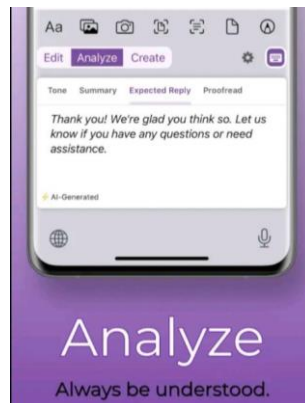 Aa
Edit Analyze Create
Tone Summary Expected Reply Proofread
Thank you! We're glad you think so. Let us
know if you have any questions or need
assistance.
AI-Generated
Analyze
Always be understood.